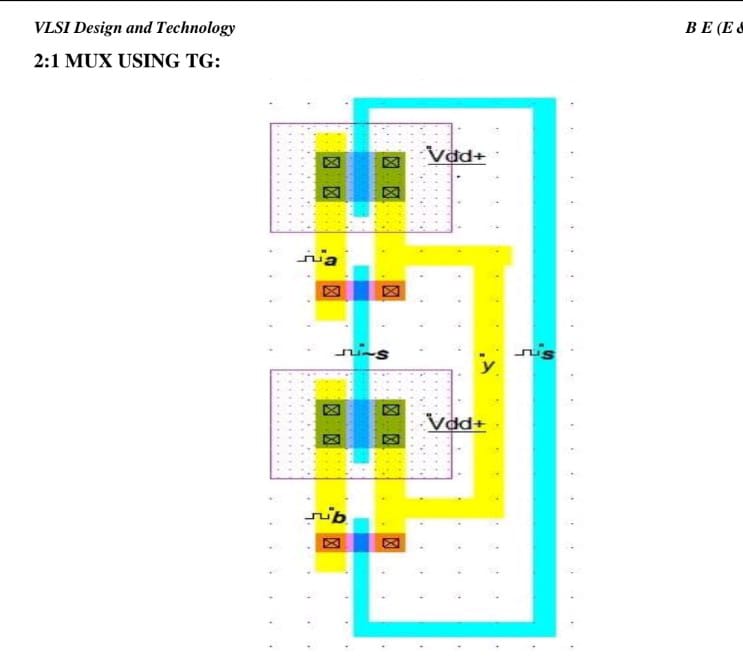 VLSI Design and Technology
B E (E &
2:1 MUX USING TG:
Vdd+
a
~s
s
y
Vdd+
b